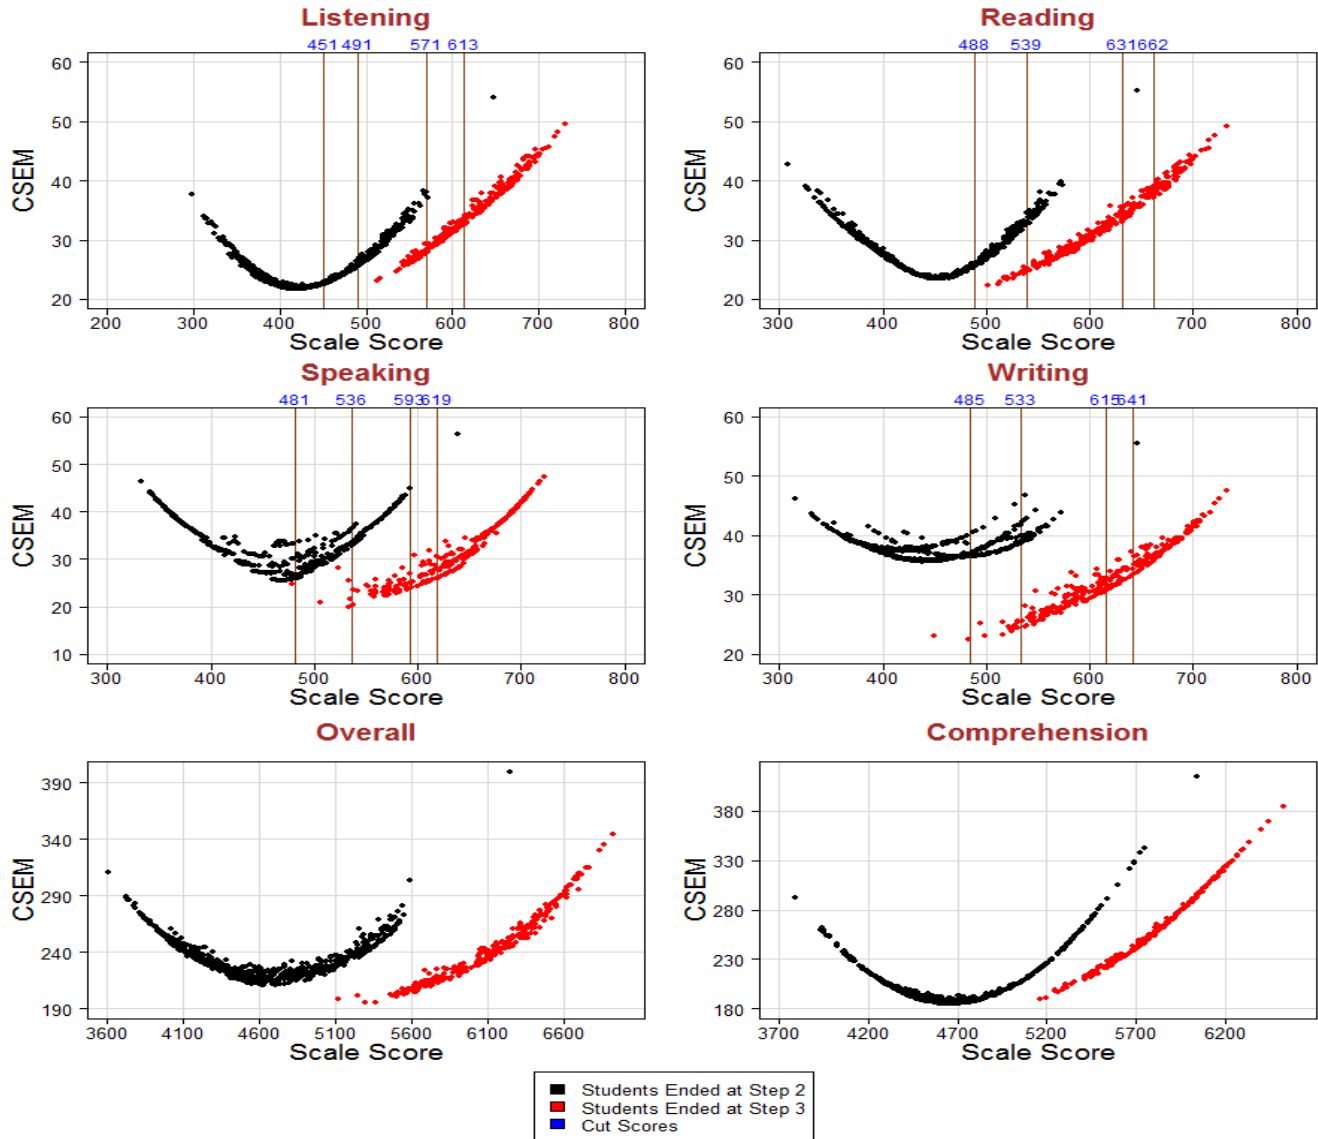 Listening
451 491 571 613
60
50
40
30
20
CSEM
200 300 400 500 600 700 800
Scale Score
Reading
488 539 631 662
60
50
40
30
20
CSEM
300 400 500 600 700 800
Scale Score
Speaking
481 536 593 619
60
50
40
30
20
10
CSEM
300 400 500 600 700 800
Scale Score
Writing
485 533 615 641
60
50
40
30
20
CSEM
300 400 500 600 700 800
Scale Score
Overall
390
340
290
240
190
CSEM
3600 4100 4600 5100 5600 6100 6600
Scale Score
Comprehension
380
330
280
230
180
CSEM
3700 4200 4700 5200 5700 6200
Scale Score
Students Ended at Step 2
Students Ended at Step 3
Cut Scores